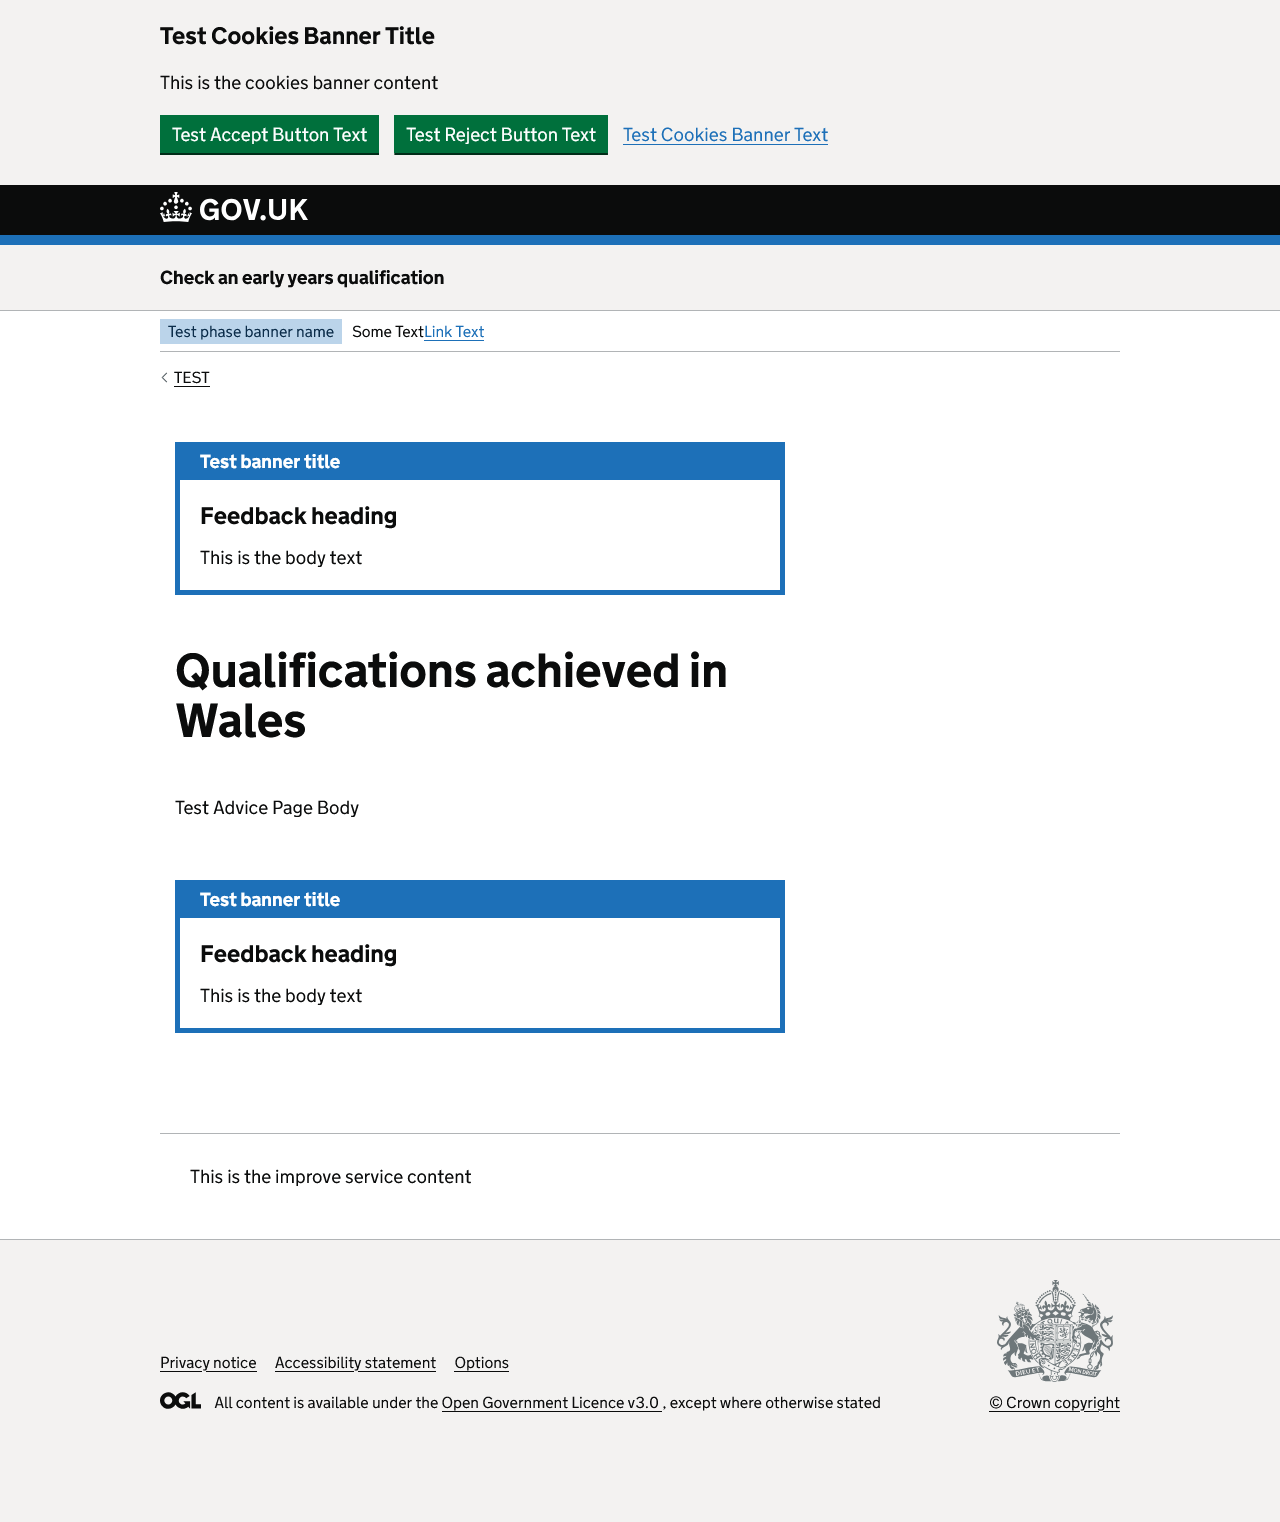 Test Cookies Banner Title
This is the cookies banner content
Test Accept Button Text
Test Reject Button Text
Test Cookies Banner Text
GOV.UK
Check an early years qualification
Test phase banner name
Some TextLink Text
TEST
Test banner title
Feedback heading
This is the body text
Qualifications achieved in
Wales
Test Advice Page Body
Test banner title
Feedback heading
This is the body text
This is the improve service content
Privacy notice
Accessibility statement
Options
OGL
All content is available under the Open Government Licence v3.0 , except where otherwise stated
© Crown copyright